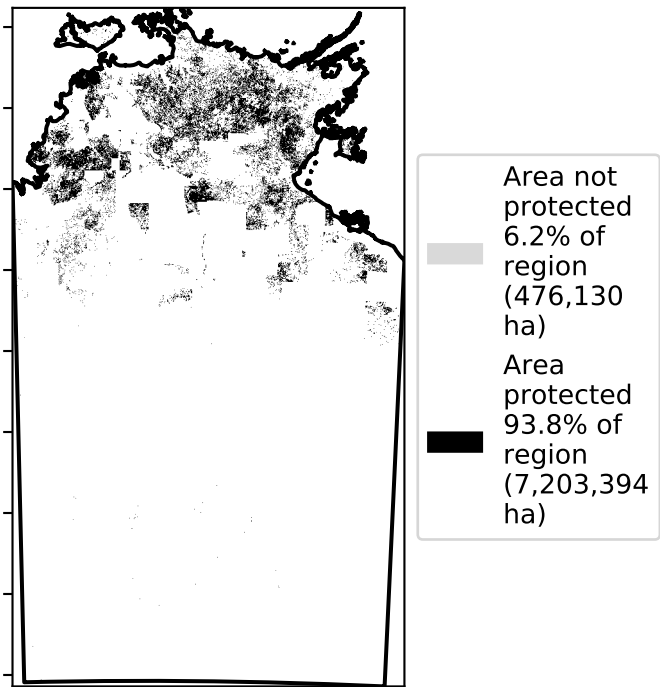 Area not
protected
6.2% of
region
(476,130
ha)
Area
protected
93.8% of
region
(7,203,394
ha)